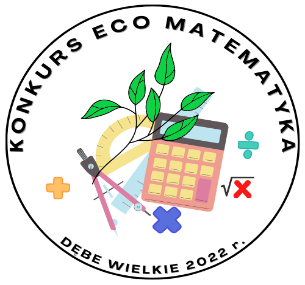 KONKURS ECO MATEMATYKA
DĘBE WIELKIE 2022 r.